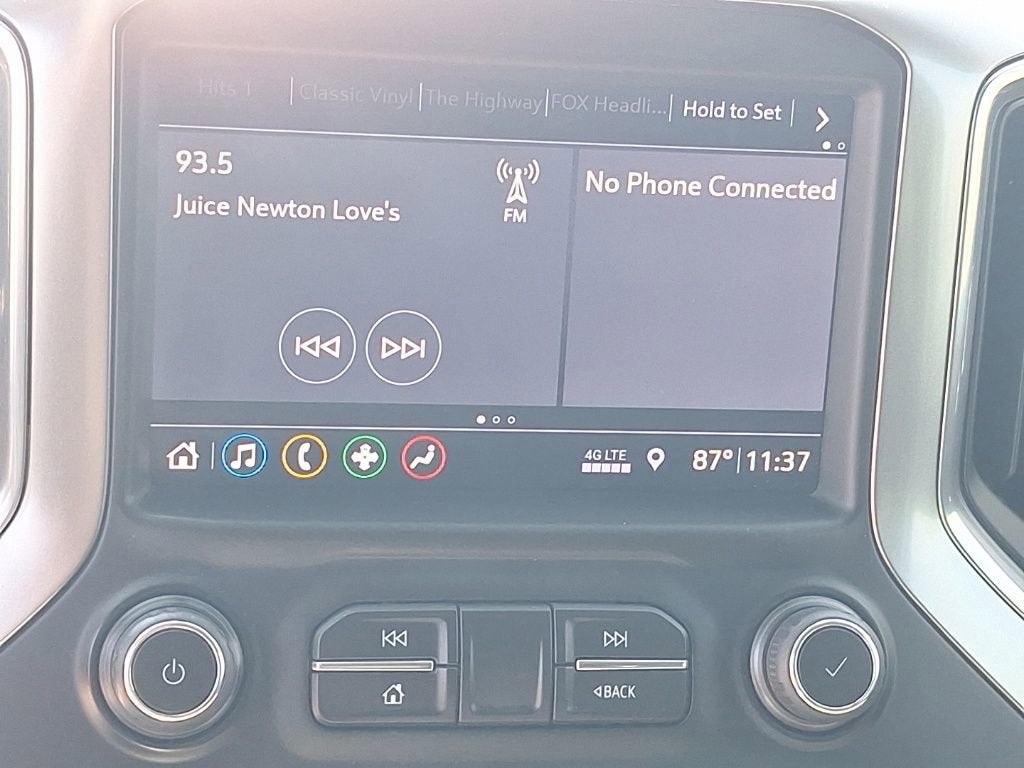 Hits 1 Classic Vinyl The Highway FOX Headli... Hold to Set
93.5
Juice Newton Love's
FM
No Phone Connected
4G LTE
87° 11:37
BACK